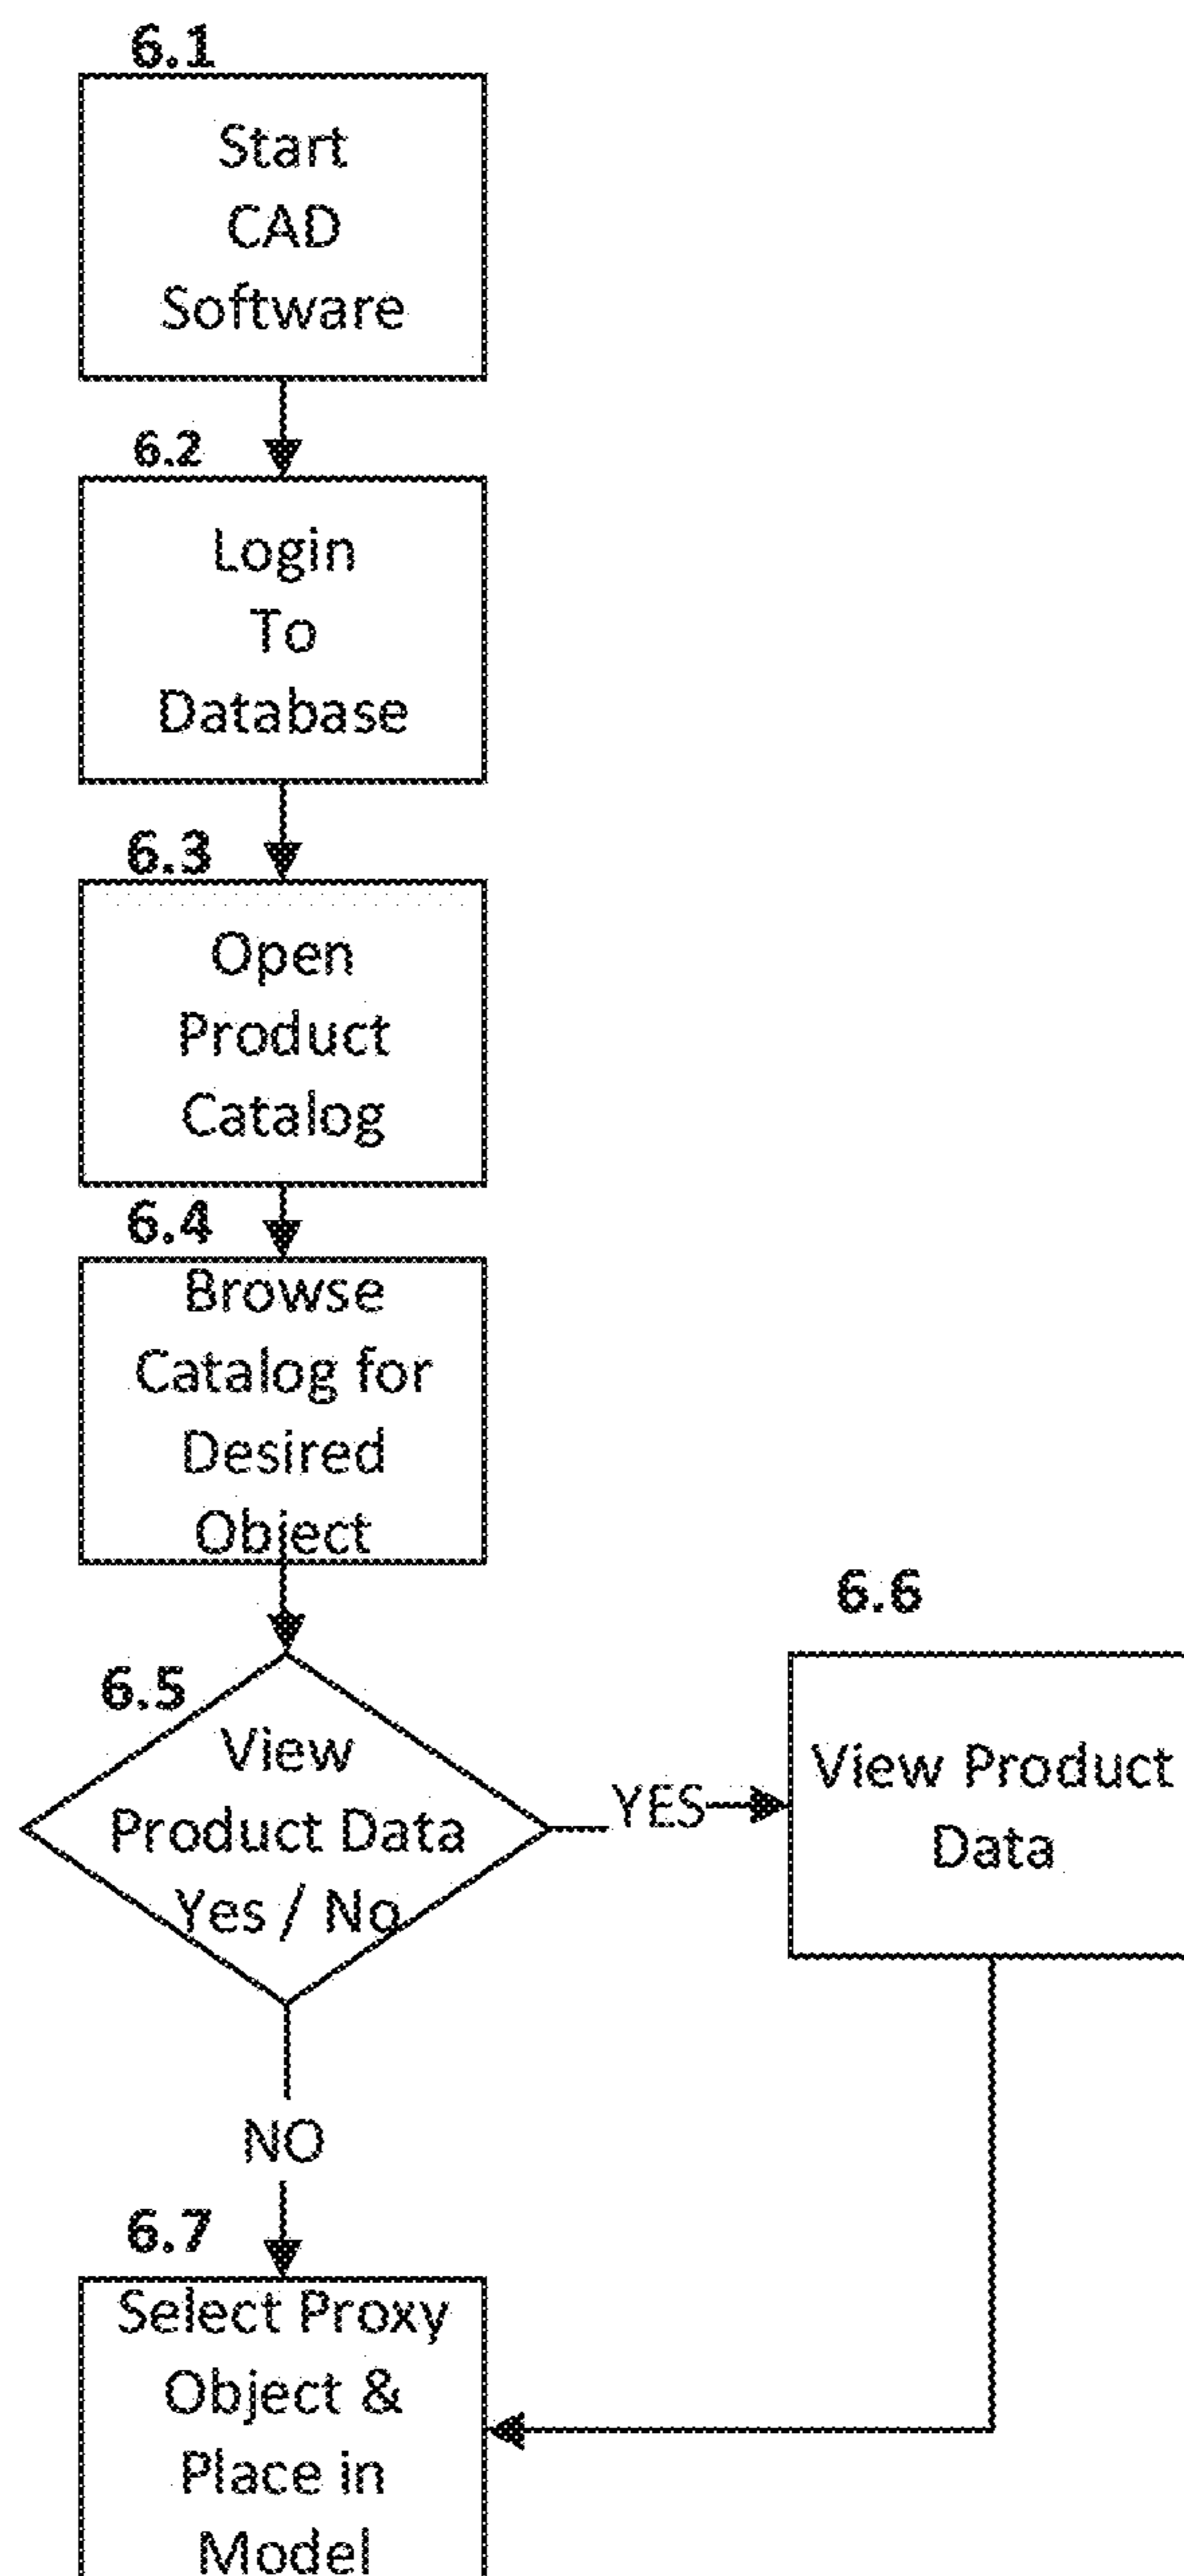 6.1
Start
CAD
Software
6.2
Login
To
Database
6.3
Open
Product
Catalog
6.4
Browse
Catalog for
Desired
Object
6.5
View
Product Data
Yes / No
YES
6.6
View Product
Data
NO
6.7
Select Proxy
Object &
Place in
Model